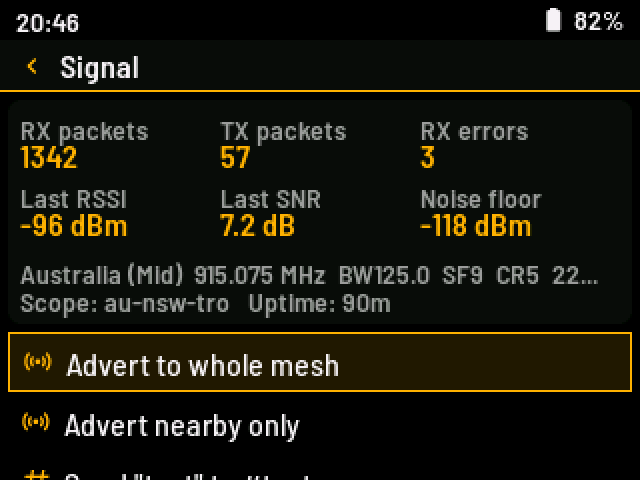 20:46 82%
Signal
RX packets TX packets RX errors
1342 57 3
Last RSSI Last SNR Noise floor
-96 dBm 7.2 dB -118 dBm
Australia (Mid) 915.075 MHz BW125.0 SF9 CR5 22...
Scope: au-nsw-tro Uptime: 90m
Advert to whole mesh
Advert nearby only